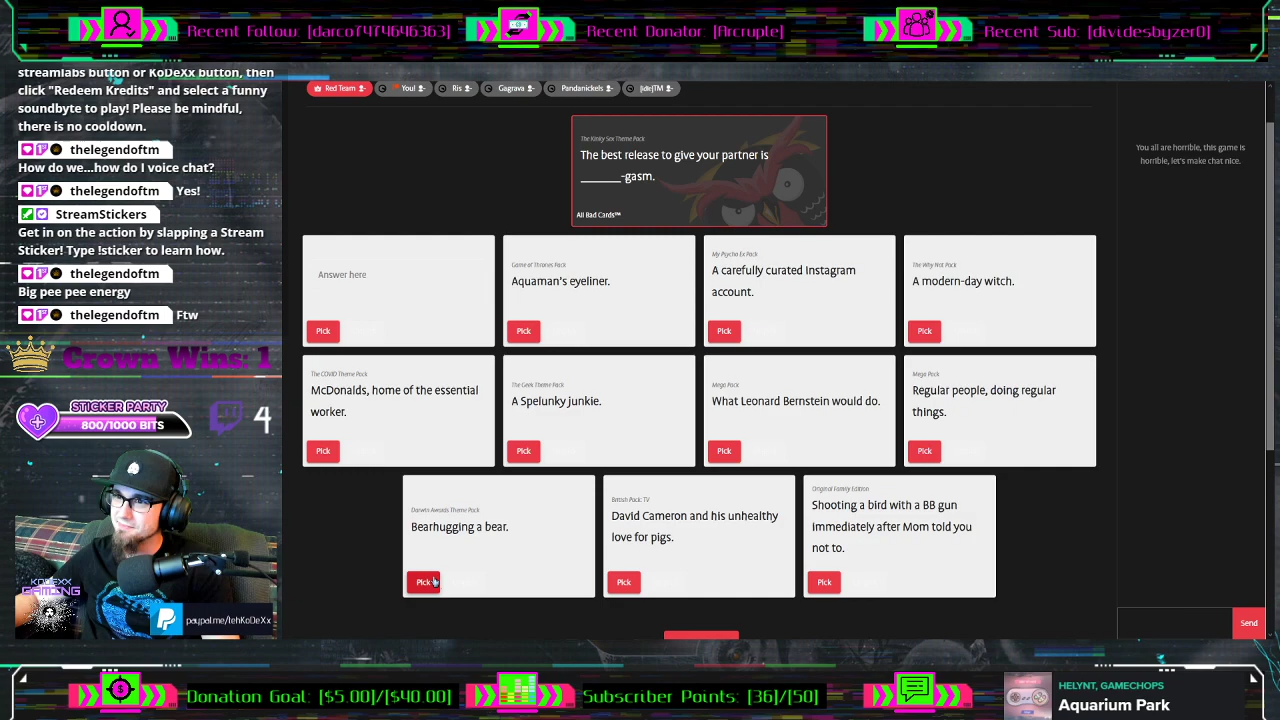 Recent Follow: [darco7474646363]
Recent Donator: [Arcruple]
Recent Sub: [dividesbyzer0]
streamlabs button or KoDeXx button, then
click "Redeem Kredits" and select a funny
soundbyte to play! Please be mindful,
there is no cooldown.
thelegendoftm
How do we...how do I voice chat?
thelegendoftm Yes!
StreamStickers
Get in on the action by slapping a Stream
Sticker! Type !sticker to learn how.
thelegendoftm
Big pee pee energy
thelegendoftm Ftw
Crown Wins: 1
STICKER PARTY
800/1000 BITS
4
KODEXX
GAMING
paypal.me/tehKoDeXx
Red Team
You!
Ris
Gagrava
Pandanickels
[idle]TM
The Kinky Sex Theme Pack
The best release to give your partner is
______-gasm.
All Bad Cards™
Answer here
Pick
Game of Thrones Pack
Aquaman's eyeliner.
Pick
My Psycho Ex Pack
A carefully curated Instagram
account.
Pick
The Why Not Pack
A modern-day witch.
Pick
The COVID Theme Pack
McDonalds, home of the essential
worker.
Pick
The Geek Theme Pack
A Spelunky junkie.
Pick
Mega Pack
What Leonard Bernstein would do.
Pick
Mega Pack
Regular people, doing regular
things.
Pick
Darwin Awards Theme Pack
Bearhugging a bear.
Pick
British Pack: TV
David Cameron and his unhealthy
love for pigs.
Pick
Original Family Edition
Shooting a bird with a BB gun
immediately after Mom told you
not to.
Pick
You all are horrible, this game is
horrible, let's make chat nice.
Send
Donation Goal: [$5.00]/[$40.00]
Subscriber Points: [36]/[50]
HELYNT, GAMECHOPS
Aquarium Park